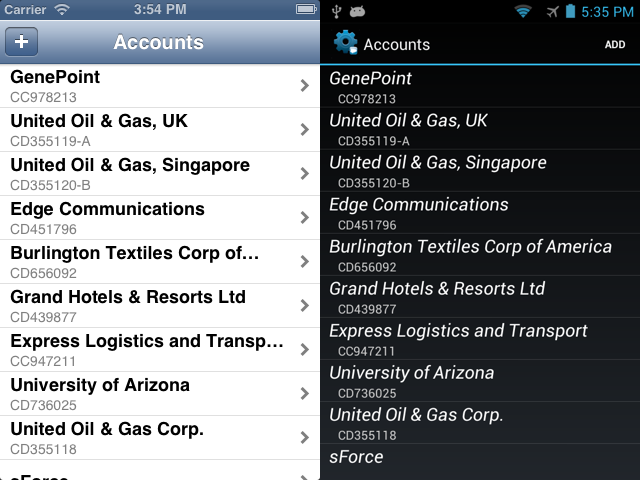 Carrier 3:54 PM
+ Accounts
GenePoint
CC978213
United Oil & Gas, UK
CD355119-A
United Oil & Gas, Singapore
CD355120-B
Edge Communications
CD451796
Burlington Textiles Corp of…
CD656092
Grand Hotels & Resorts Ltd
CD439877
Express Logistics and Transp…
CC947211
University of Arizona
CD736025
United Oil & Gas Corp.
CD355118
sForce
5:35 PM
Accounts ADD
GenePoint
CC978213
United Oil & Gas, UK
CD355119-A
United Oil & Gas, Singapore
CD355120-B
Edge Communications
CD451796
Burlington Textiles Corp of America
CD656092
Grand Hotels & Resorts Ltd
CD439877
Express Logistics and Transport
CC947211
University of Arizona
CD736025
United Oil & Gas Corp.
CD355118
sForce